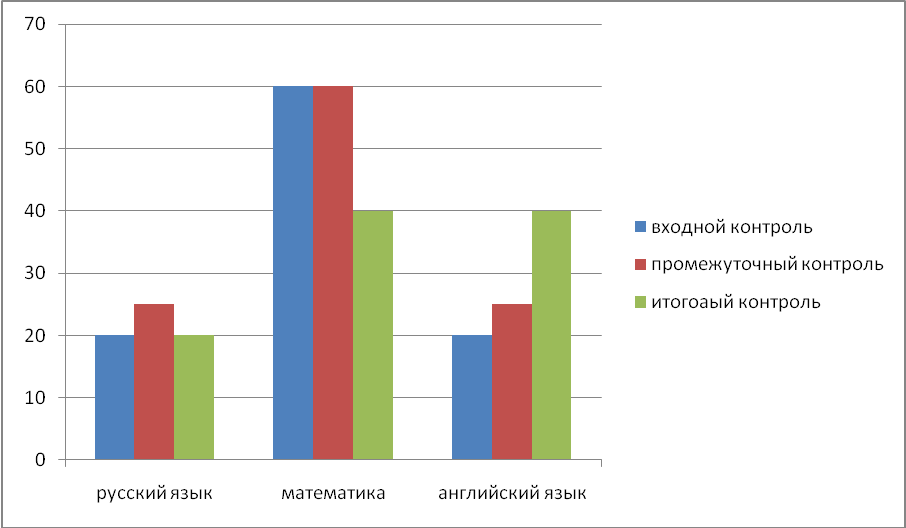 70
60
50
40
30
20
10
0
русский язык
математика
английский язык
входной контроль
промежуточный контроль
итогоаый контроль